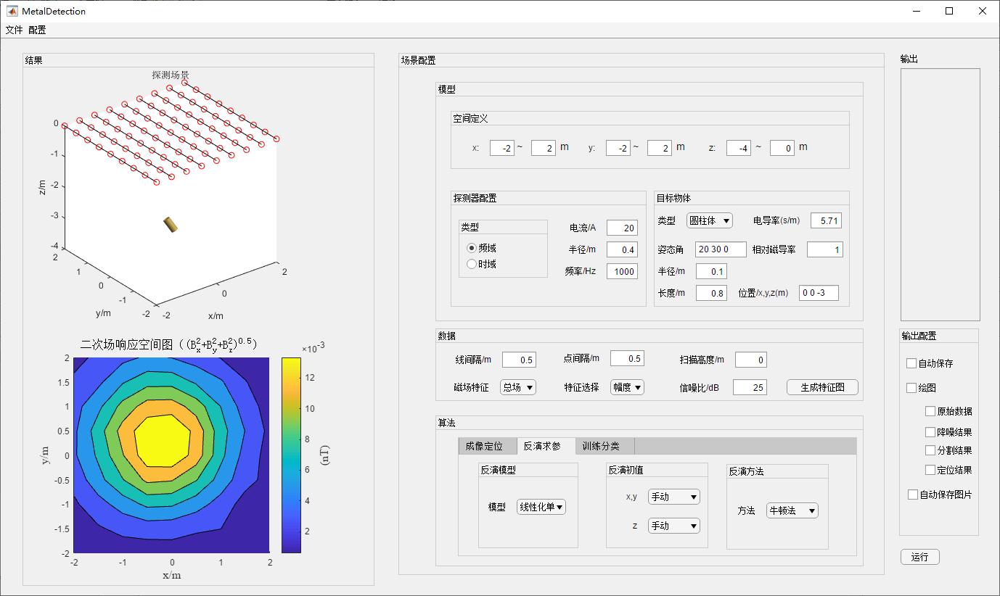 MetalDetection
文件 配置
结果
探测场景
0
-1
-2
-3
-4
z/m
2
1
0
-1
-2
y/m
-2
0
2
x/m
二次场响应空间图（(B_x^2+B_y^2+B_z^2)^0.5）
×10^-3
2
1.5
1
0.5
0
-0.5
-1
-1.5
-2
y/m
-2
-1
0
1
2
x/m
12
10
8
6
4
2
(nT)
场景配置
模型
空间定义
x: -2 ~ 2 m y: -2 ~ 2 m z: -4 ~ 0 m
探测器配置
类型
频域
时域
电流/A 20
半径/m 0.4
频率/Hz 1000
目标物体
类型 圆柱体 电导率(s/m) 5.71
姿态角 20 30 0 相对磁导率 1
半径/m 0.1
长度/m 0.8 位置/x,y,z(m) 0 0 -3
数据
线间隔/m 0.5 点间隔/m 0.5 扫描高度/m 0
磁场特征 总场 特征选择 幅度 信噪比/dB 25 生成特征图
算法
成像定位 反演求参 训练分类
反演模型
模型 线性化单
反演初值
x,y 手动
z 手动
反演方法
方法 牛顿法
输出
输出配置
自动保存
绘图
原始数据
降噪结果
分割结果
定位结果
自动保存图片
运行